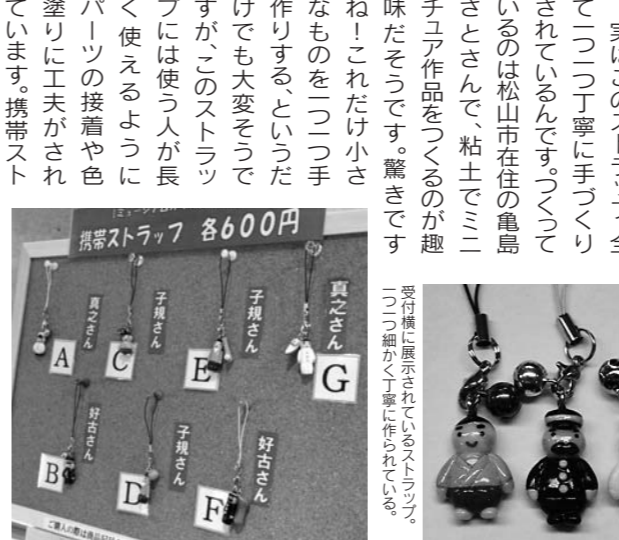 実はこのストラップ、全
て一つ一つ丁寧に手づくり
されているんです。つくって
いるのは松山市在住の亀島
さとさんで、粘土でミニ
チュア作品をつくるのが趣
味だそうです。驚きです
ね！これだけ小さ
なものを一つ一つ手
作りする、というだ
けでも大変そうで
すが、このストラッ
プには使う人が長
く使えるように
パーツの接着や色
塗りに工夫がされ
ています。携帯スト
受付横に展示されているストラップ。
一つ一つ細かく丁寧に作られている。
携帯ストラップ 各600円
真之さん
A
子規さん
C
子規さん
E
真之さん
G
好古さん
B
子規さん
D
好古さん
F